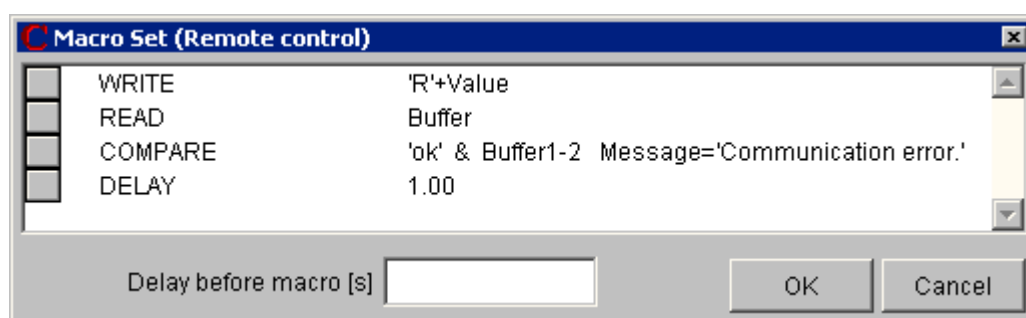 Macro Set (Remote control)
WRITE 'R'+Value
READ Buffer
COMPARE 'ok' & Buffer1-2 Message='Communication error.'
DELAY 1.00
Delay before macro [s] OK Cancel